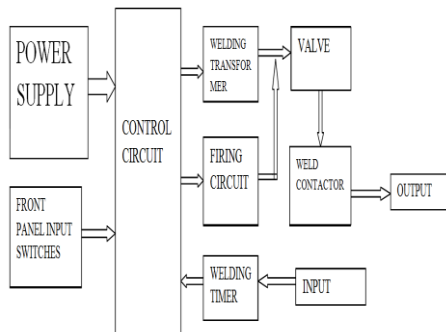 POWER
SUPPLY
FRONT
PANEL INPUT
SWITCHES
CONTROL
CIRCUIT
WELDING
TRANSFOR
MER
FIRING
CIRCUIT
WELDING
TIMER
VALVE
WELD
CONTACTOR
OUTPUT
INPUT